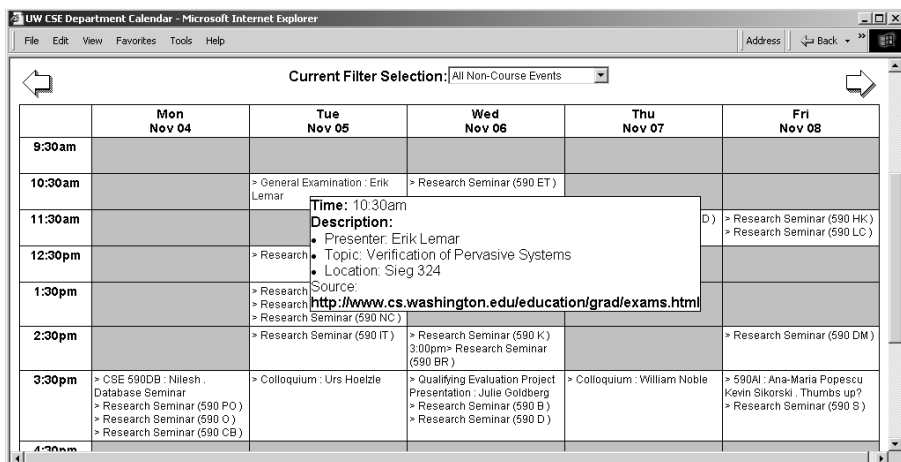 UW CSE Department Calendar - Microsoft Internet Explorer
File Edit View Favorites Tools Help Address Back
Current Filter Selection: All Non-Course Events
Mon Nov 04
Tue Nov 05
Wed Nov 06
Thu Nov 07
Fri Nov 08
9:30am
10:30am
> General Examination : Erik
Lemar
> Research Seminar (590 ET )
Time: 10:30am
Description:
• Presenter: Erik Lemar
• Topic: Verification of Pervasive Systems
• Location: Sieg 324
Source:
http://www.cs.washington.edu/education/grad/exams.html
11:30am
D )
> Research Seminar (590 HK )
> Research Seminar (590 LC )
12:30pm
> Research
1:30pm
> Research
> Research
> Research Seminar (590 NC )
2:30pm
> Research Seminar (590 IT )
> Research Seminar (590 K )
3:00pm> Research Seminar
(590 BR )
> Research Seminar (590 DM )
3:30pm
> CSE 590DB : Nilesh .
Database Seminar
> Research Seminar (590 PO )
> Research Seminar (590 O )
> Research Seminar (590 CB )
> Colloquium : Urs Hoelzle
> Qualifying Evaluation Project
Presentation : Julie Goldberg
> Research Seminar (590 B )
> Research Seminar (590 D )
> Colloquium : William Noble
> 590AI : Ana-Maria Popescu
Kevin Sikorski . Thumbs up?
> Research Seminar (590 S )
4:30pm